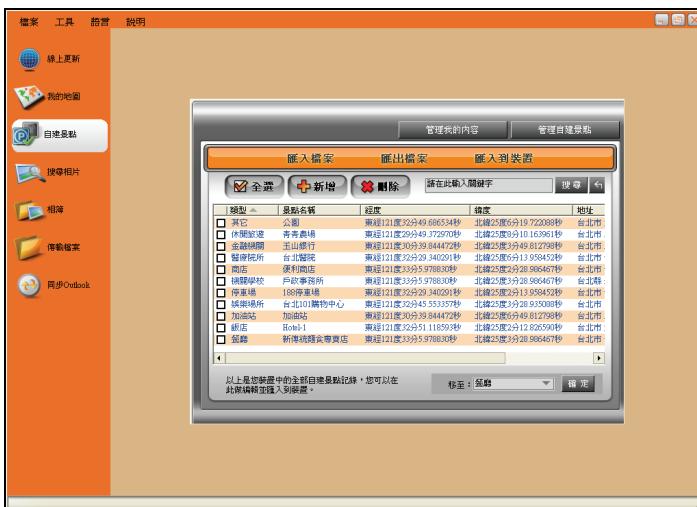 檔案 工具 語言 說明
線上更新
我的地圖
自建景點
搜尋相片
相簿
傳輸檔案
同步Outlook
管理我的內容 管理自建景點
匯入檔案 匯出檔案 匯入到裝置
全選 新增 刪除 請在此輸入關鍵字 搜尋
類型 景點名稱 經度 緯度 地址
其它 公園 東經121度32分49.686534秒 北緯25度6分19.722088秒 台北市
休閒旅遊 青青農場 東經121度29分49.372970秒 北緯25度8分10.163961秒 台北市
金融機關 玉山銀行 東經121度30分39.844472秒 北緯25度3分49.812798秒 台北市
醫療院所 台北醫院 東經121度32分29.340291秒 北緯25度6分13.958452秒 台北市
商店 便利商店 東經121度33分5.978830秒 北緯25度2分28.986467秒 台北市
機關學校 戶政事務所 東經121度33分5.978830秒 北緯25度3分28.986467秒 台北縣
停車場 188停車場 東經121度32分29.340291秒 北緯25度2分13.958452秒 台北市
娛樂場所 台北101購物中心 東經121度32分45.553357秒 北緯25度3分28.935088秒 台北市
加油站 加油站 東經121度30分39.844472秒 北緯25度6分49.812798秒 台北市
飯店 Hotel-1 東經121度32分51.118593秒 北緯25度2分12.826590秒 台北市
餐廳 新傳統麵食專賣店 東經121度33分5.978830秒 北緯25度3分28.986467秒 台北市
以上是您裝置中的全部自建景點記錄，您可以在
此做編輯並匯入到裝置。
移至： 餐廳 確定